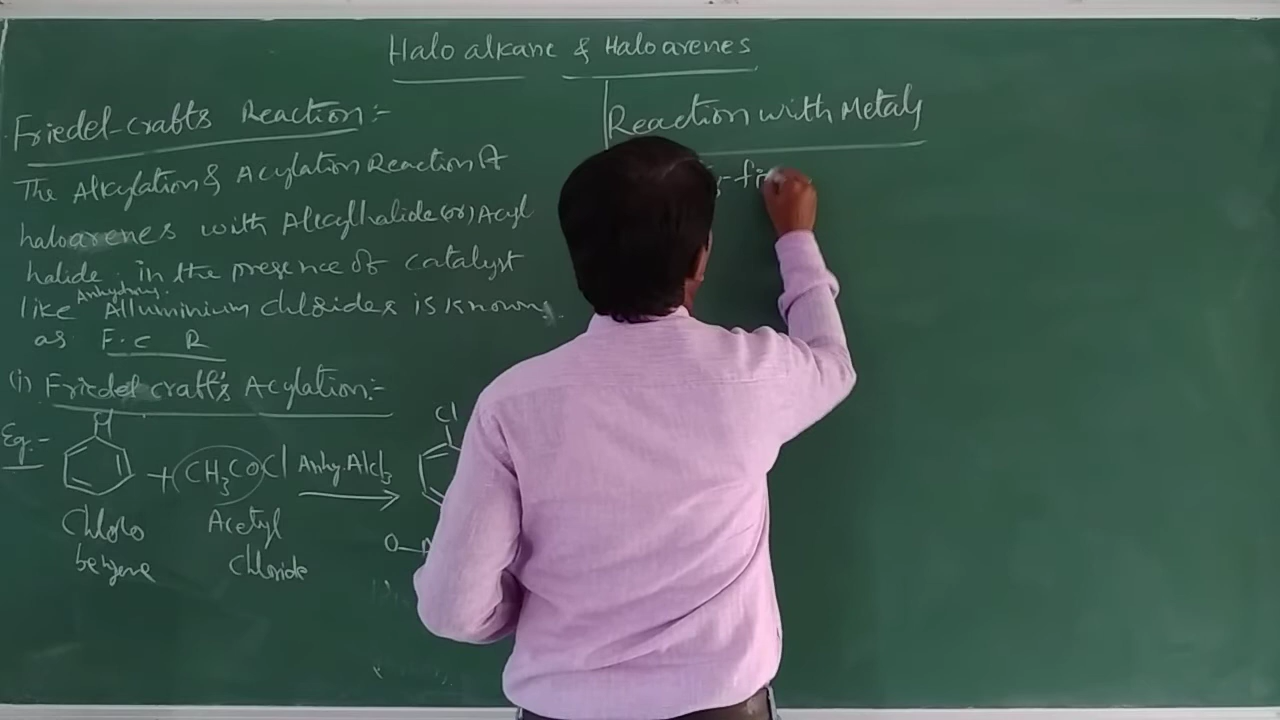 Halo alkane & Haloarenes
Friedel-crafts Reaction:-
The Alkylation & Acylation Reaction of
haloarenes with Alkylhalide (or) Acyl
halide in the presence of catalyst
like Anhydrous Alluminium chlorides is known
as F.C R
(i) Friedel craft's Acylation:-
Eg:-
+ CH3COCl Anhy. AlCl3
Cl
Chloro
benzene
Acetyl
chloride
O
Reaction with Metals
-fi